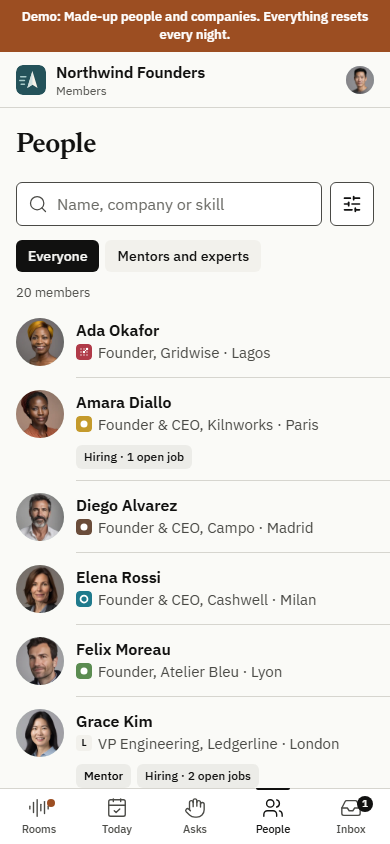 Demo: Made-up people and companies. Everything resets
every night.
Northwind Founders
Members
People
Name, company or skill
Everyone
Mentors and experts
20 members
Ada Okafor
Founder, Gridwise · Lagos
Amara Diallo
Founder & CEO, Kilnworks · Paris
Hiring · 1 open job
Diego Alvarez
Founder & CEO, Campo · Madrid
Elena Rossi
Founder & CEO, Cashwell · Milan
Felix Moreau
Founder, Atelier Bleu · Lyon
Grace Kim
L VP Engineering, Ledgerline · London
Mentor Hiring · 2 open jobs
1
Rooms Today Asks People Inbox